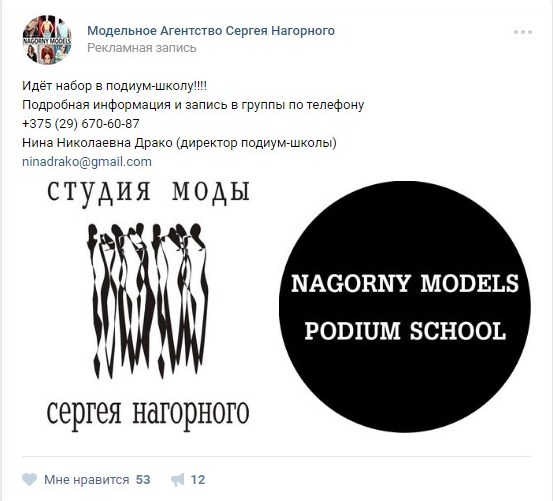 NAGORNY MODELS
Модельное Агентство Сергея Нагорного
Рекламная запись
Идёт набор в подиум-школу!!!!
Подробная информация и запись в группы по телефону
+375 (29) 670-60-87
Нина Николаевна Драко (директор подиум-школы)
ninadrako@gmail.com
студия моды
сергея нагорного
NAGORNY MODELS
PODIUM SCHOOL
Мне нравится 53
12